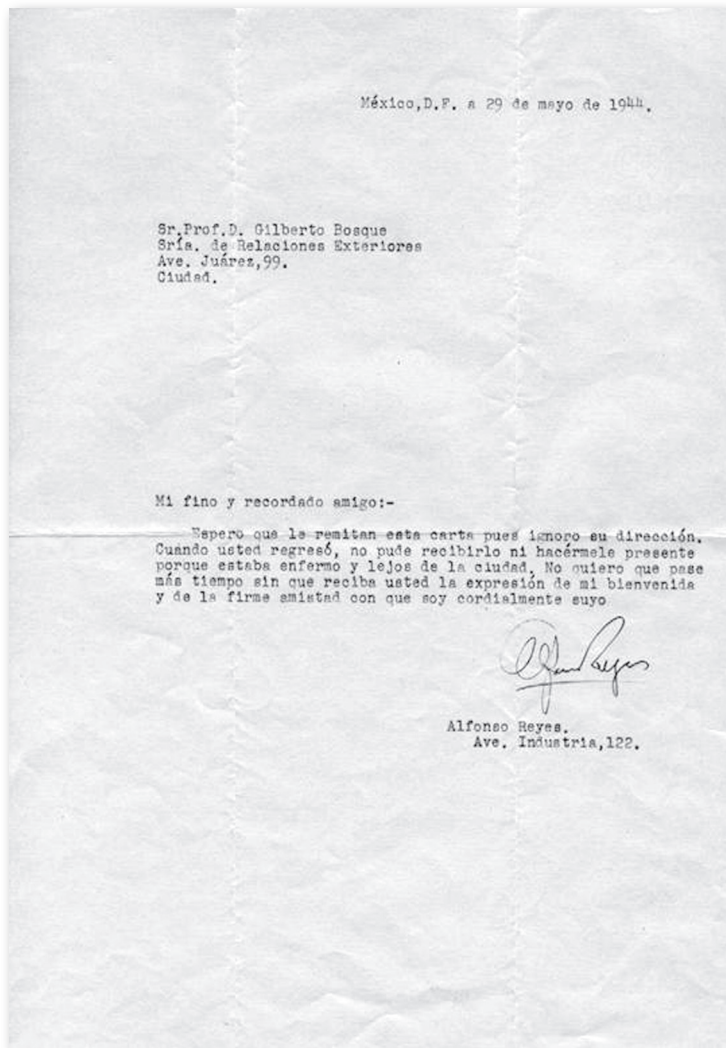 México,D.F. a 29 de mayo de 1944.
Sr.Prof.D. Gilberto Bosque
Sría. de Relaciones Exteriores
Ave. Juárez,99.
Ciudad.
Mi fino y recordado amigo:-
Espero que le remitan esta carta pues ignoro su dirección.
Cuándo usted regresó, no pude recibirlo ni hacérmele presente
porque estaba enfermo y lejos de la ciudad. No quiero que pase
más tiempo sin que reciba usted la expresión de mi bienvenida
y de la firme amistad con que soy cordialmente suyo
Alfonso Reyes
Alfonso Reyes.
Ave. Industria,122.